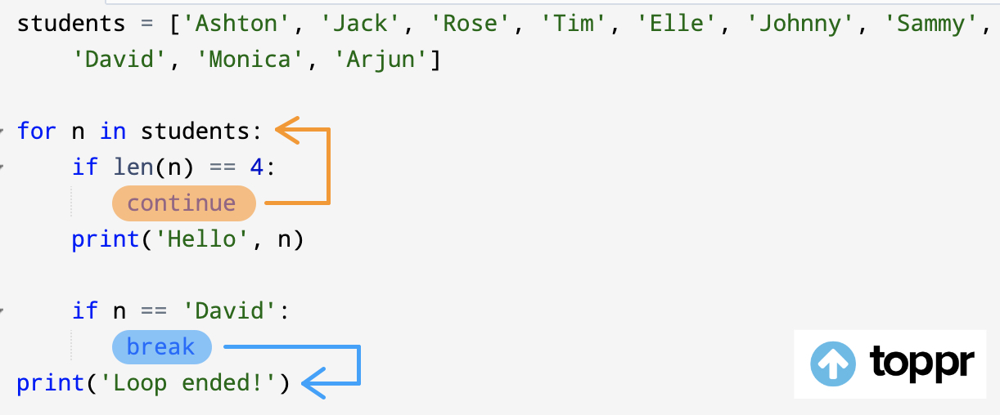 students = ['Ashton', 'Jack', 'Rose', 'Tim', 'Elle', 'Johnny', 'Sammy',
'David', 'Monica', 'Arjun']
for n in students:
if len(n) == 4:
continue
print('Hello', n)
if n == 'David':
break
print('Loop ended!')
toppr